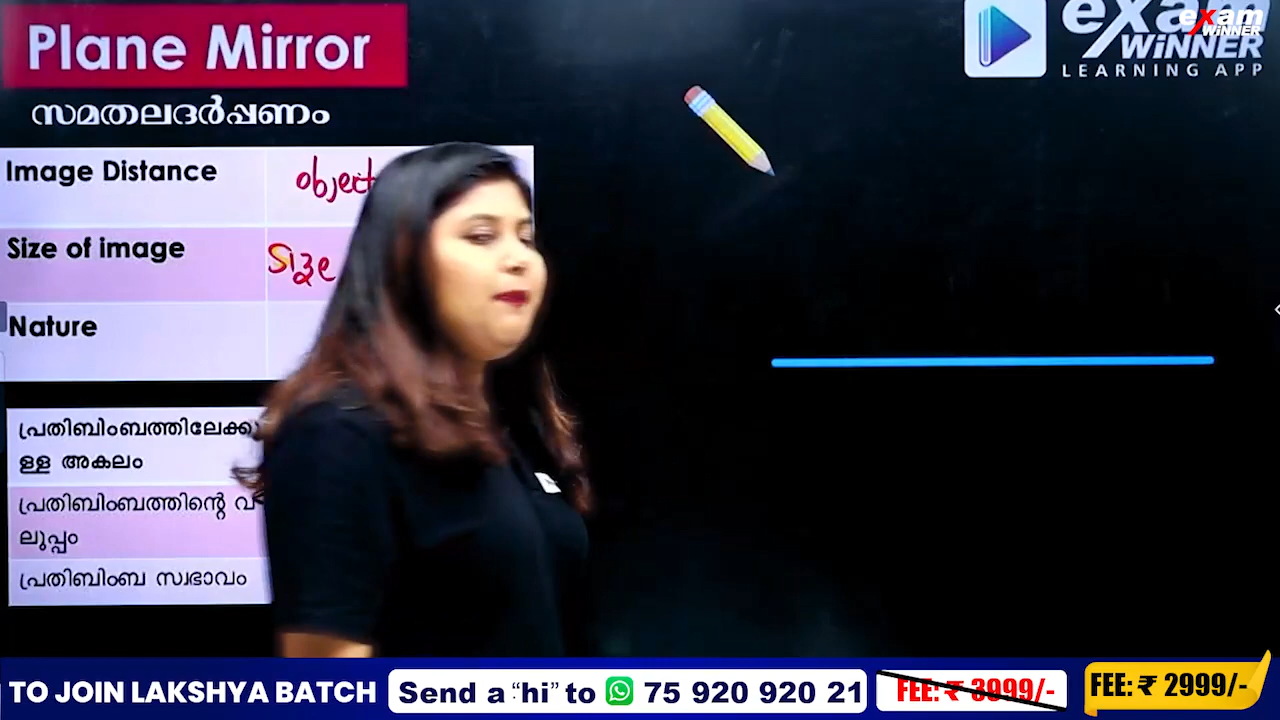 Plane Mirror
സമതലദർപ്പണം
exam
WiNNER
LEARNING APP
exam
WiNNER
Image Distance
object
Size of image
Size
Nature
പ്രതിബിംബത്തിലേക്കു
ള്ള അകലം
പ്രതിബിംബത്തിന്റെ വ
ലുപ്പം
പ്രതിബിംബ സ്വഭാവം
TO JOIN LAKSHYA BATCH
Send a “hi” to 75 920 920 21
FEE: ₹ 3999/-
FEE: ₹ 2999/-